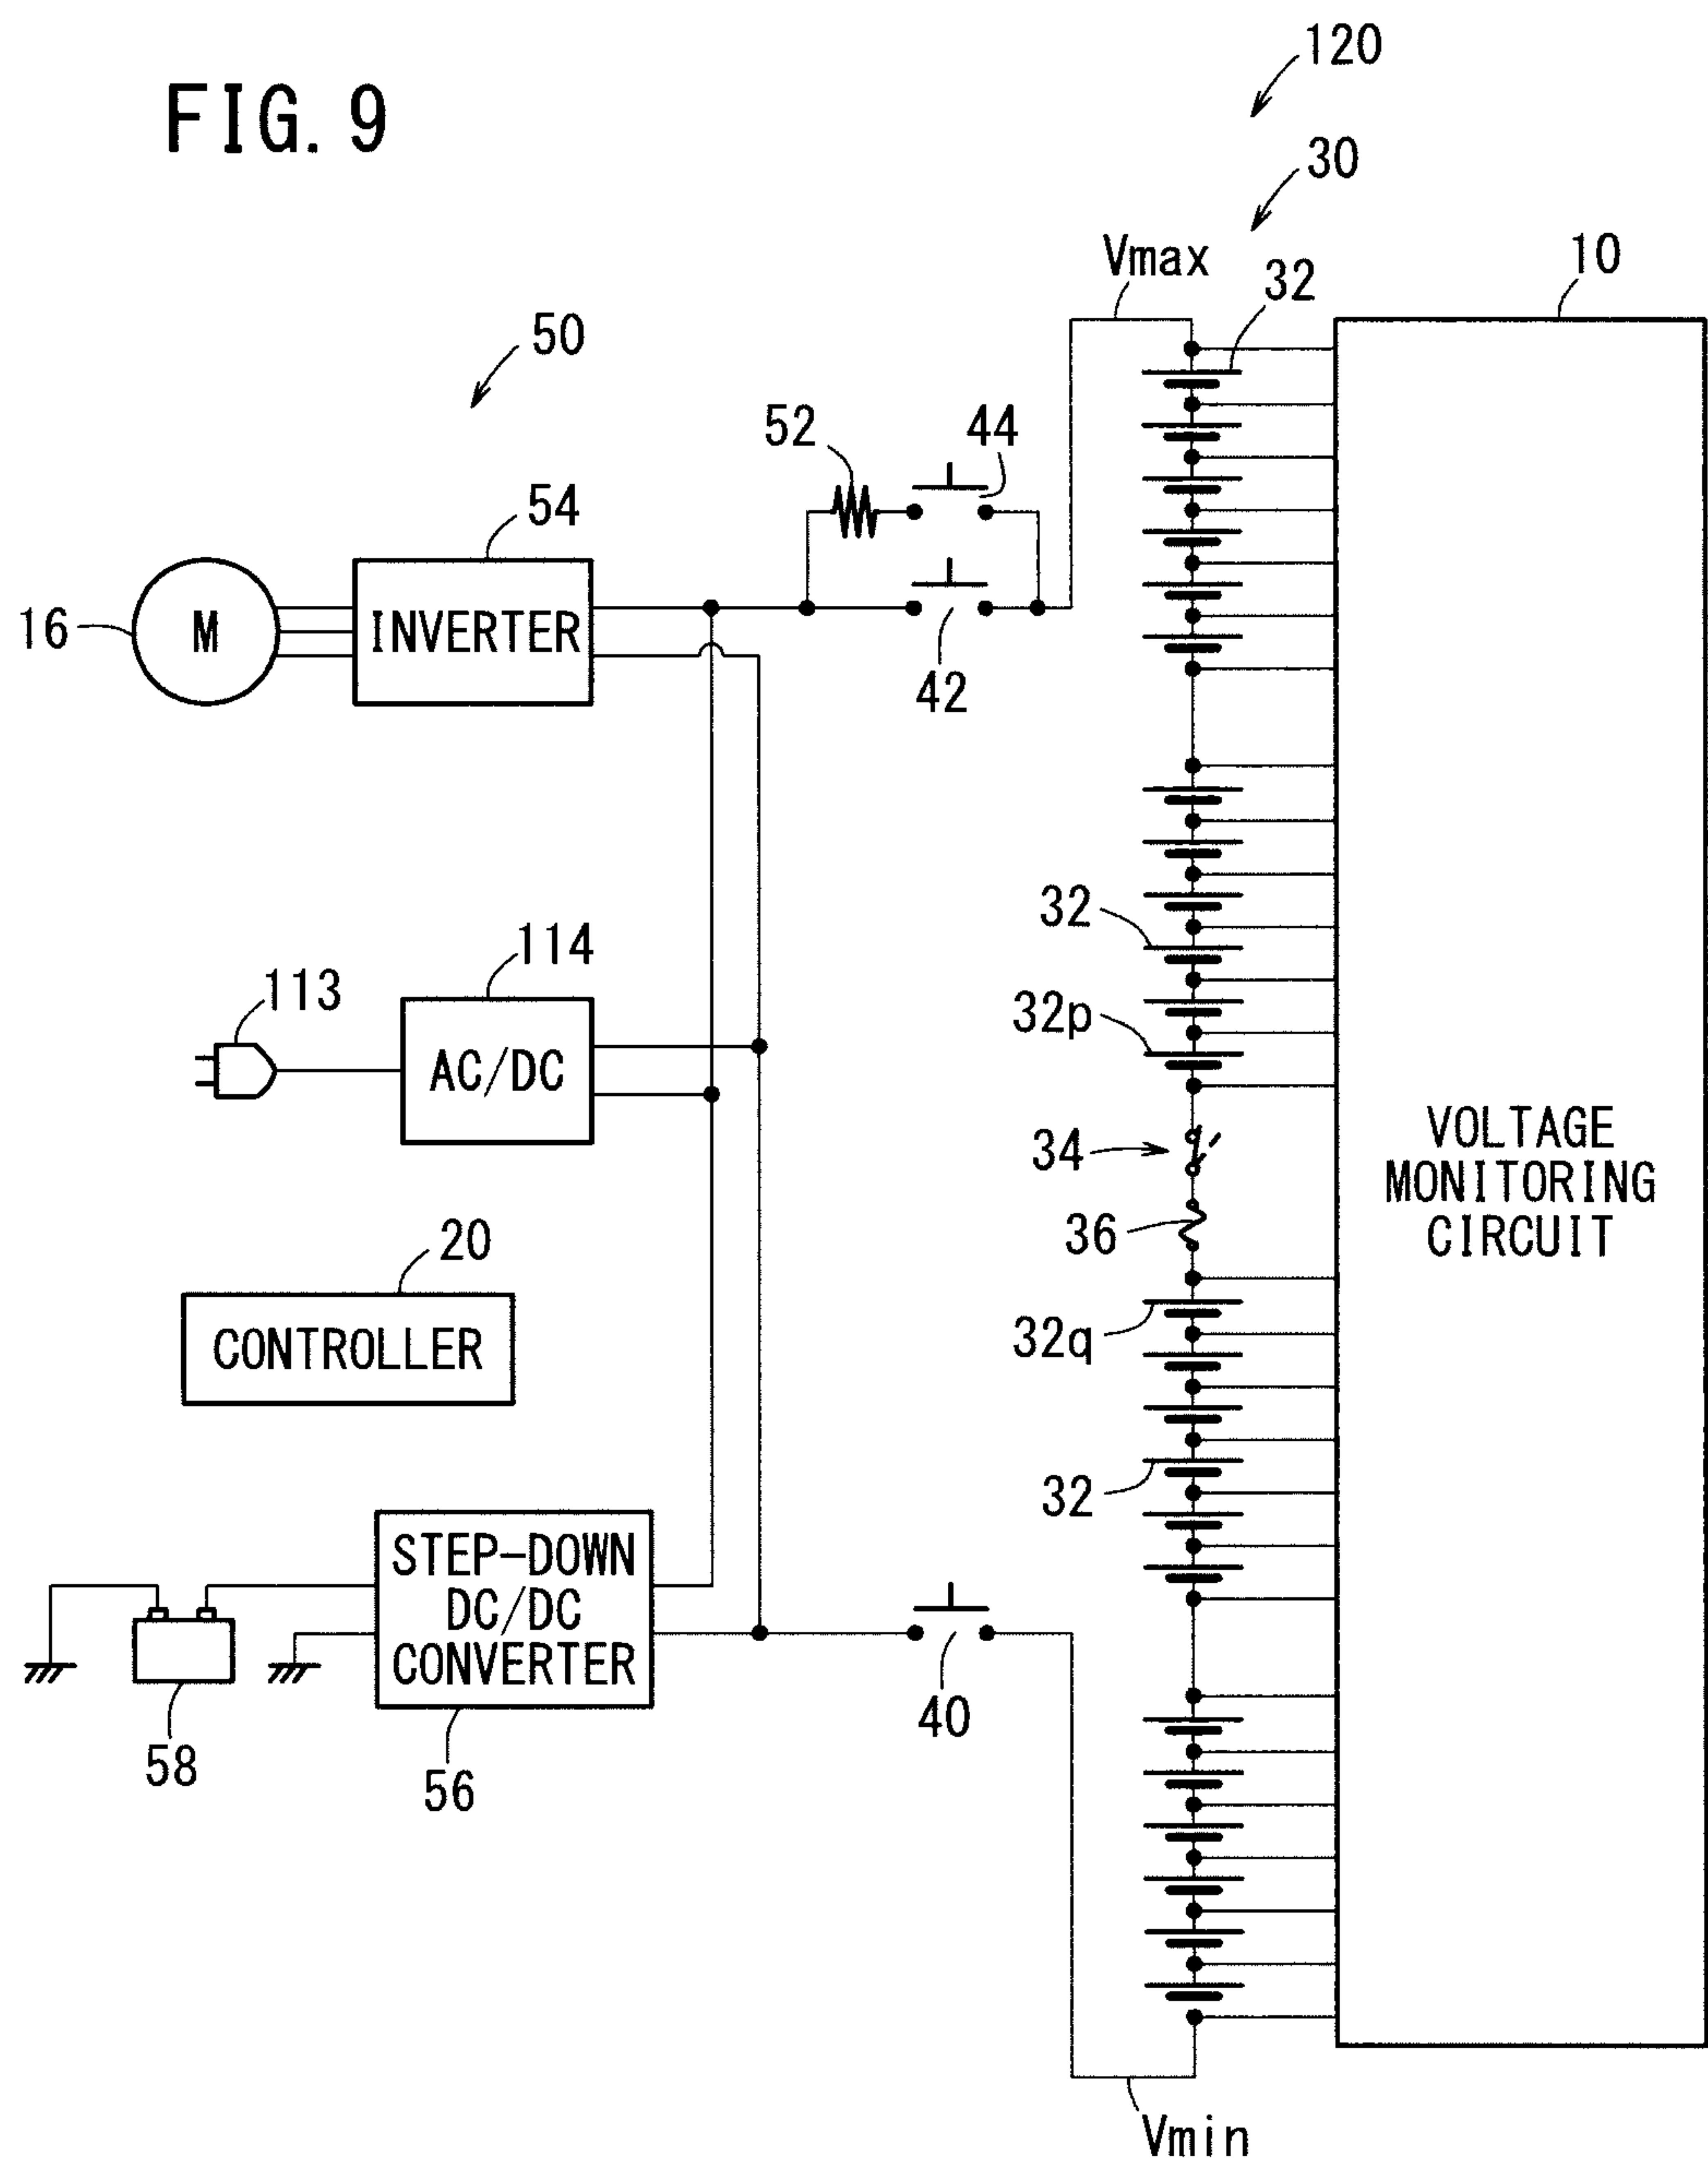 FIG. 9
120
30
Vmax
32
10
50
52
44
54
16
M
INVERTER
42
32
114
113
32p
AC/DC
34
VOLTAGE
MONITORING
CIRCUIT
36
20
CONTROLLER
32q
32
STEP-DOWN
DC/DC
CONVERTER
40
58
56
Vmin